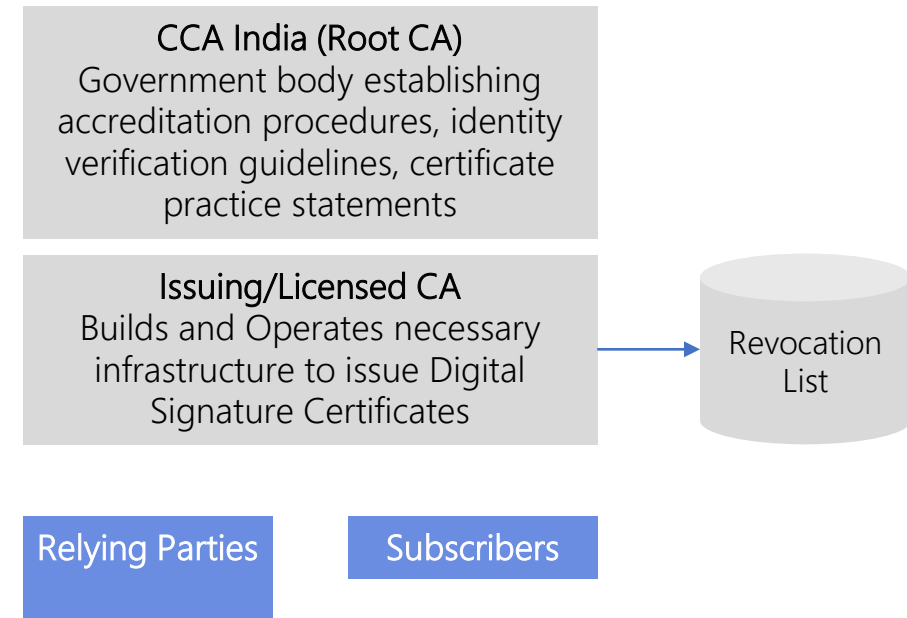 CCA India (Root CA)
Government body establishing
accreditation procedures, identity
verification guidelines, certificate
practice statements
Issuing/Licensed CA
Builds and Operates necessary
infrastructure to issue Digital
Signature Certificates
Revocation
List
Relying Parties
Subscribers